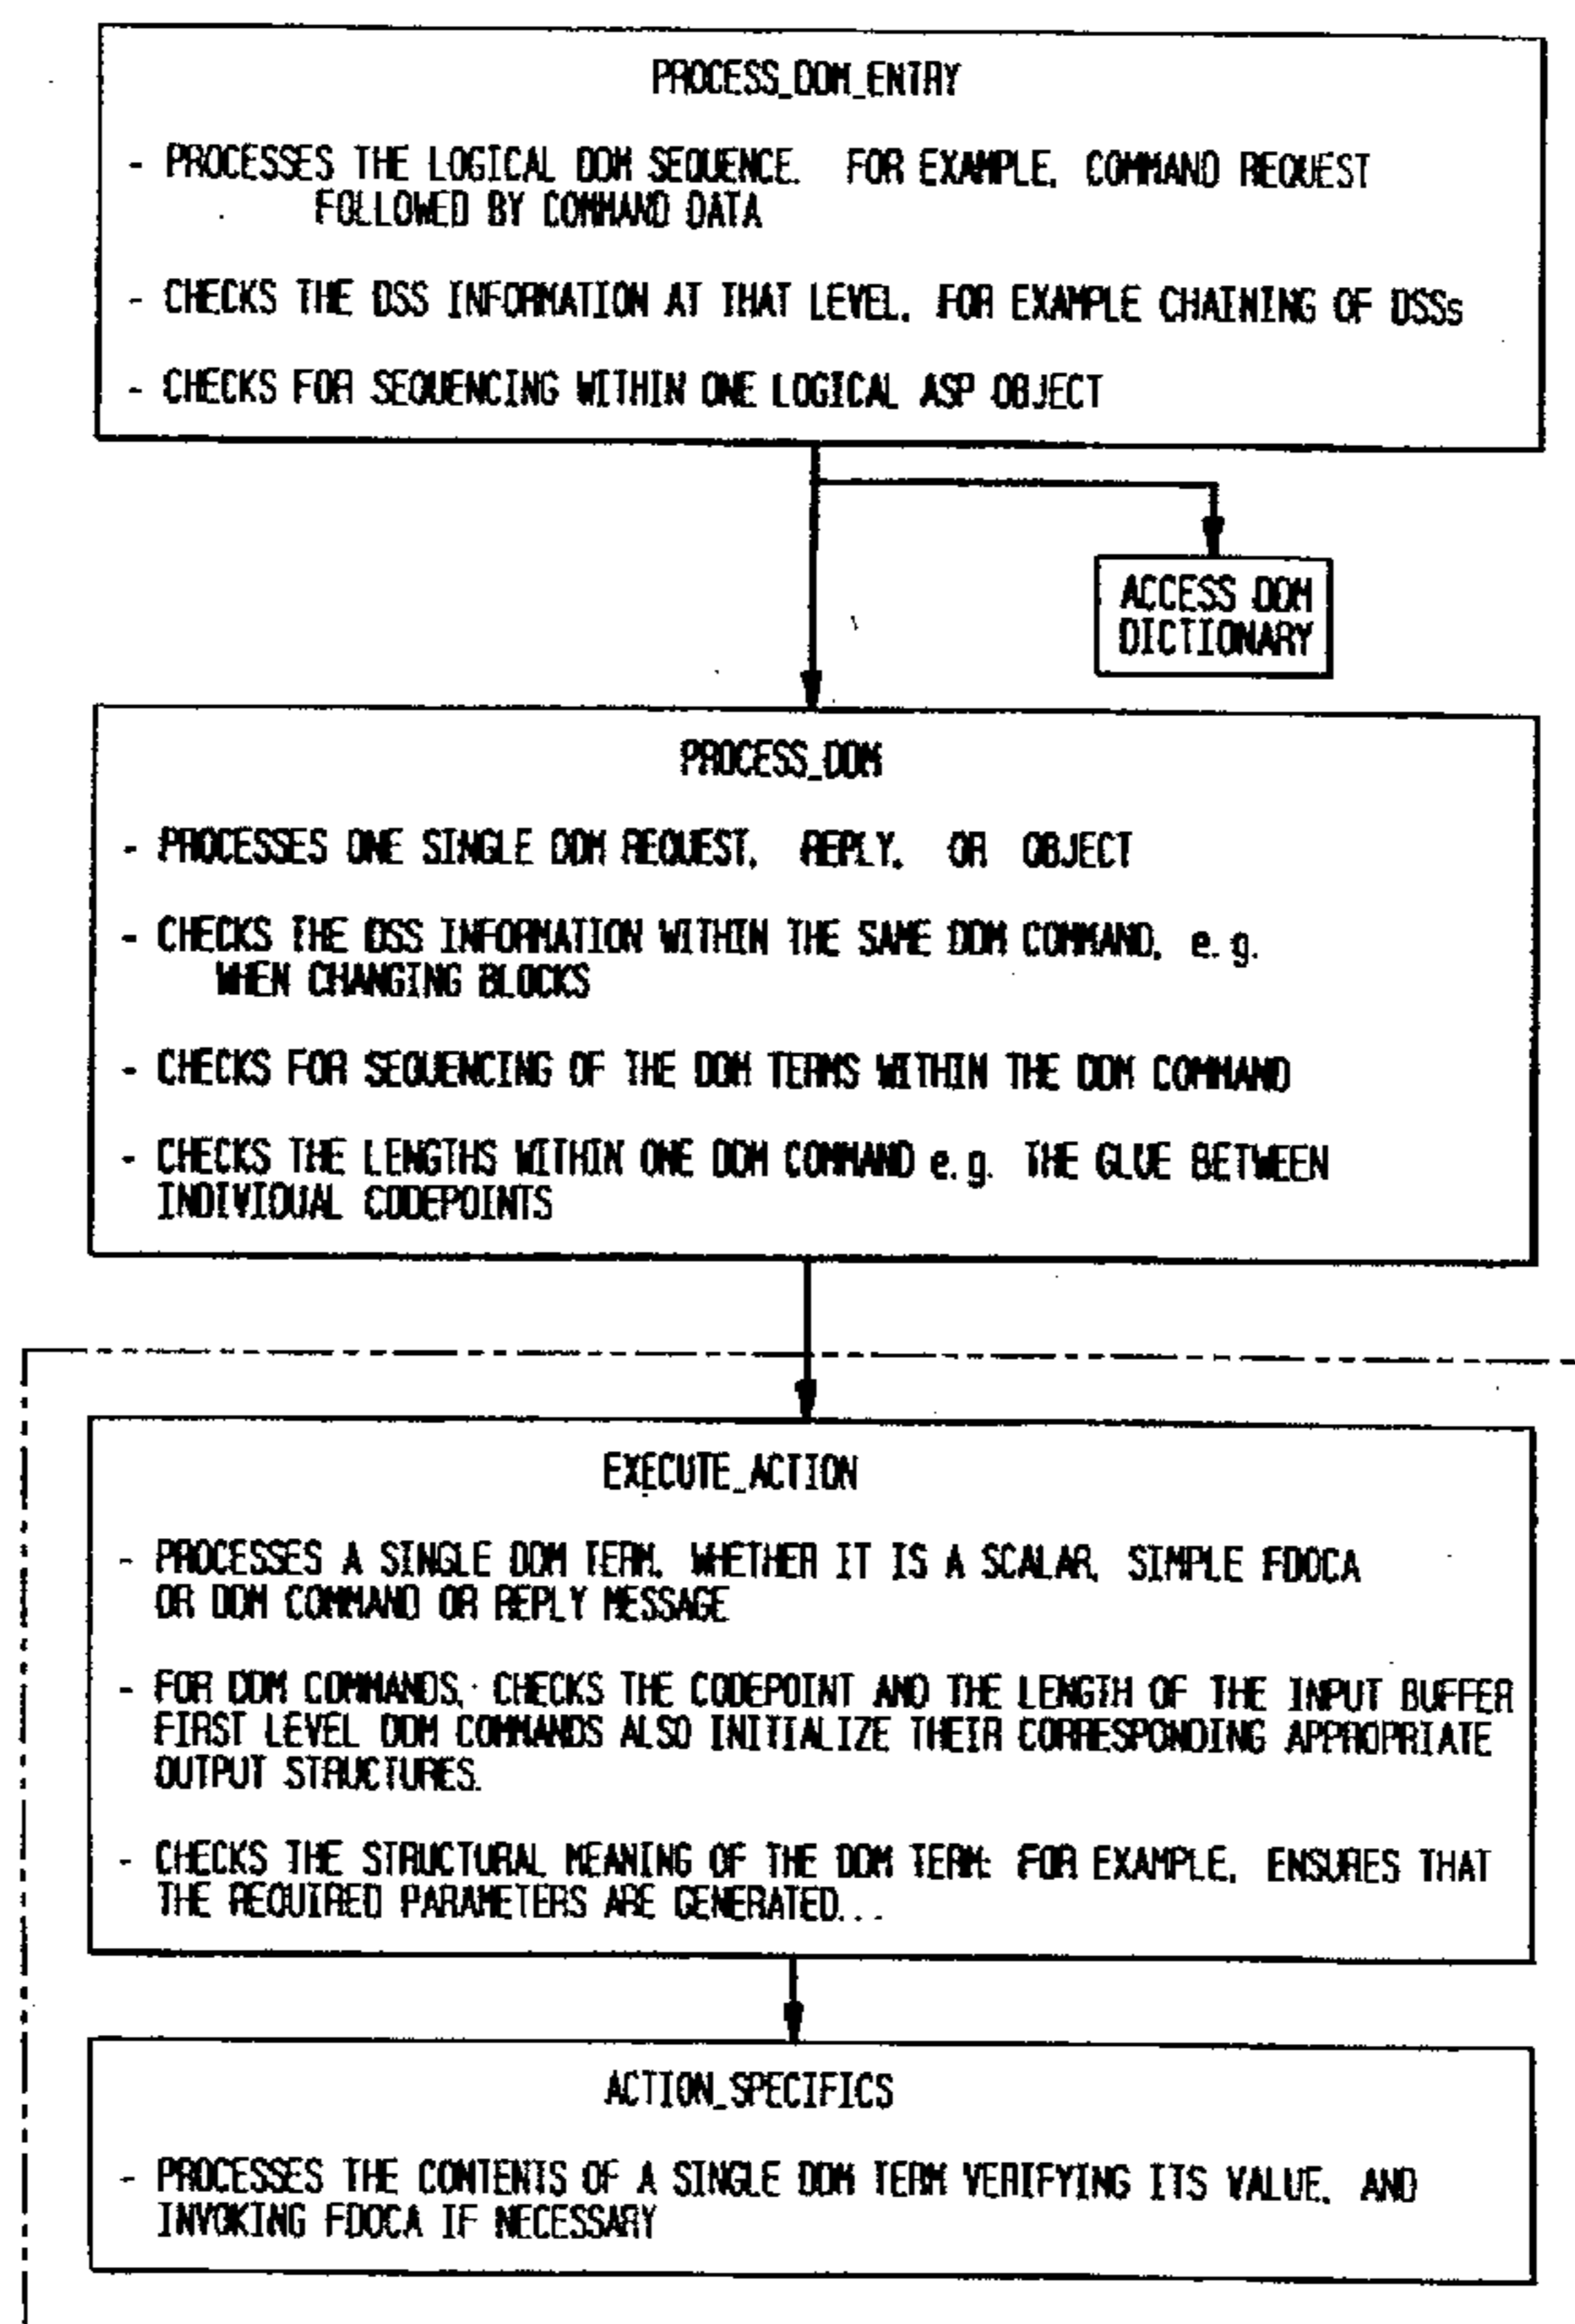 PROCESS_DDM_ENTRY
- PROCESSES THE LOGICAL DDM SEQUENCE. FOR EXAMPLE, COMMAND REQUEST
FOLLOWED BY COMMAND DATA
- CHECKS THE DSS INFORMATION AT THAT LEVEL. FOR EXAMPLE CHAINING OF DSSs
- CHECKS FOR SEQUENCING WITHIN ONE LOGICAL ASP OBJECT
ACCESS DDM
DICTIONARY
PROCESS_DDM
- PROCESSES ONE SINGLE DDM REQUEST, REPLY, OR OBJECT
- CHECKS THE DSS INFORMATION WITHIN THE SAME DDM COMMAND, e.g.
WHEN CHANGING BLOCKS
- CHECKS FOR SEQUENCING OF THE DDM TERMS WITHIN THE DDM COMMAND
- CHECKS THE LENGTHS WITHIN ONE DDM COMMAND e.g. THE GLUE BETWEEN
INDIVIDUAL CODEPOINTS
EXECUTE_ACTION
- PROCESSES A SINGLE DDM TERM, WHETHER IT IS A SCALAR, SIMPLE FDOCA
OR DDM COMMAND OR REPLY MESSAGE
- FOR DDM COMMANDS, CHECKS THE CODEPOINT AND THE LENGTH OF THE INPUT BUFFER
FIRST LEVEL DDM COMMANDS ALSO INITIALIZE THEIR CORRESPONDING APPROPRIATE
OUTPUT STRUCTURES.
- CHECKS THE STRUCTURAL MEANING OF THE DDM TERM: FOR EXAMPLE, ENSURES THAT
THE REQUIRED PARAMETERS ARE GENERATED...
ACTION_SPECIFICS
- PROCESSES THE CONTENTS OF A SINGLE DDM TERM VERIFYING ITS VALUE, AND
INVOKING FDOCA IF NECESSARY